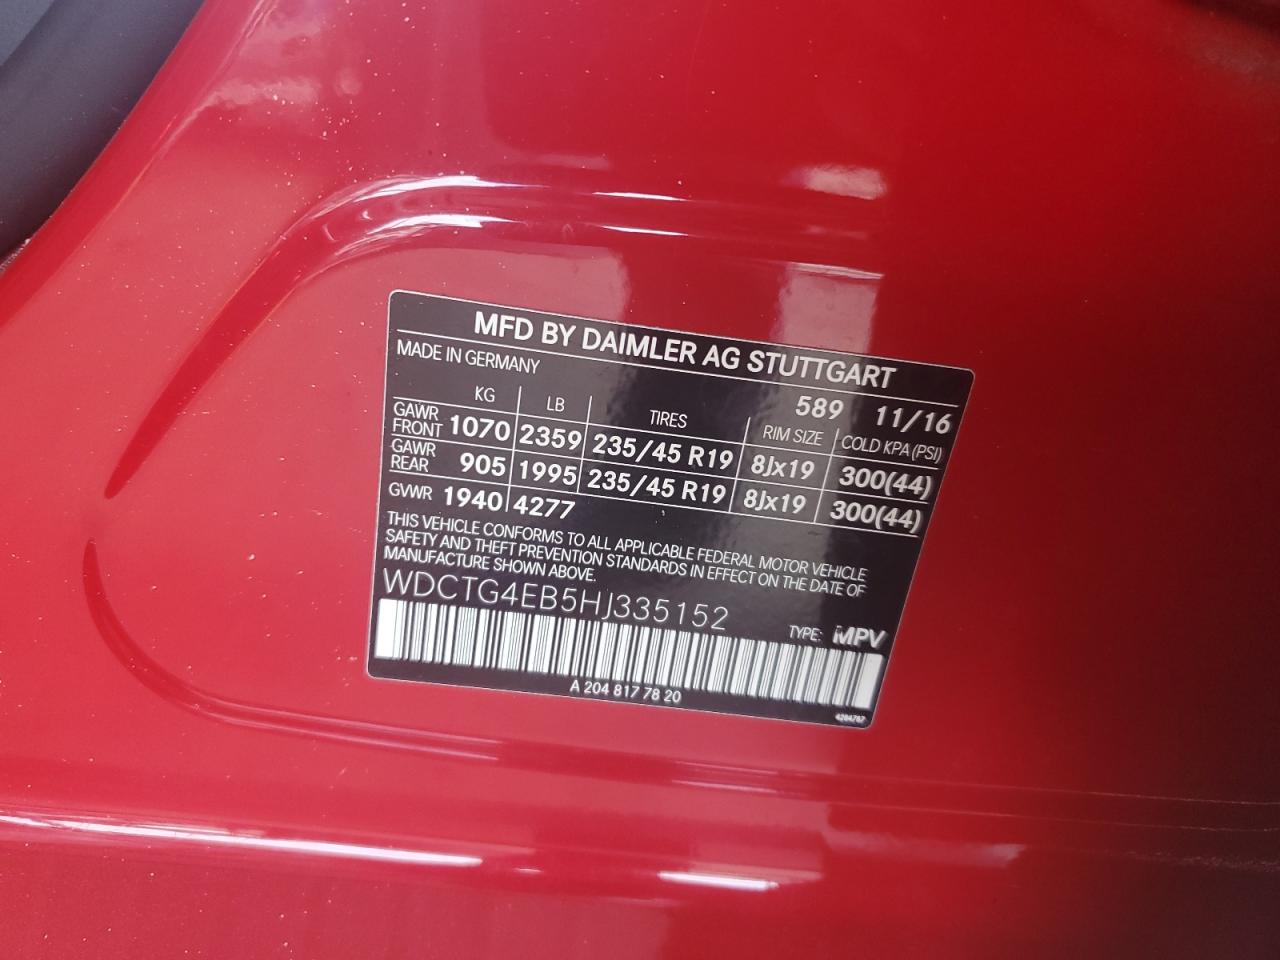 MFD BY DAIMLER AG STUTTGART
MADE IN GERMANY 589 11/16
KG LB TIRES RIM SIZE COLD KPA (PSI)
GAWR FRONT 1070 2359 235/45 R19 8Jx19 300(44)
GAWR REAR 905 1995 235/45 R19 8Jx19 300(44)
GVWR 1940 4277
THIS VEHICLE CONFORMS TO ALL APPLICABLE FEDERAL MOTOR VEHICLE
SAFETY AND THEFT PREVENTION STANDARDS IN EFFECT ON THE DATE OF
MANUFACTURE SHOWN ABOVE.
WDCTG4EB5HJ335152 TYPE: MPV
A 204 817 78 20